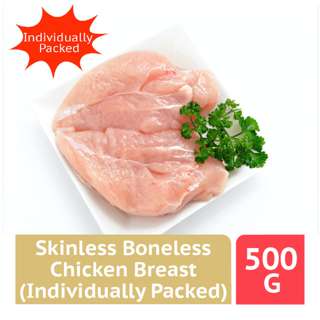 Individually
Packed
Skinless Boneless
Chicken Breast
(Individually Packed)
500
G